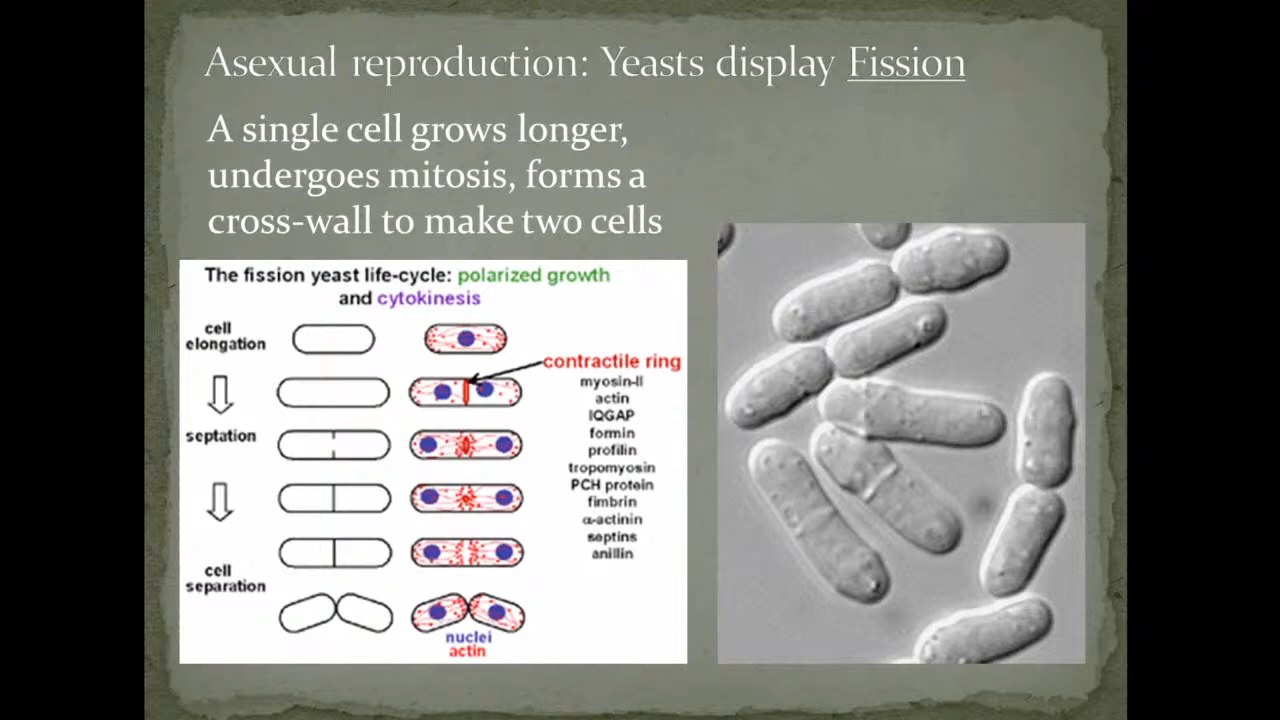 Asexual reproduction: Yeasts display Fission
A single cell grows longer,
undergoes mitosis, forms a
cross-wall to make two cells
The fission yeast life-cycle: polarized growth
and cytokinesis
cell
elongation
septation
cell
separation
contractile ring
myosin-II
actin
IQGAP
formin
profilin
tropomyosin
PCH protein
fimbrin
α-actinin
septins
anillin
nuclei
actin